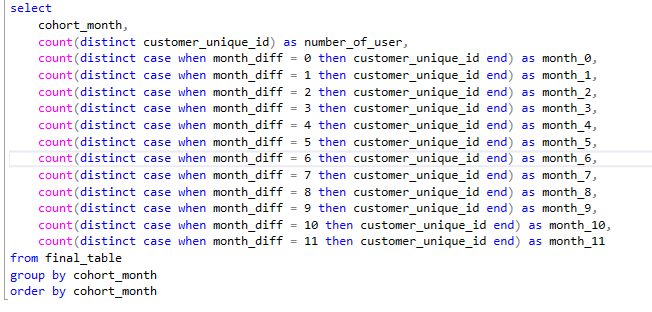 select
cohort_month,
count(distinct customer_unique_id) as number_of_user,
count(distinct case when month_diff = 0 then customer_unique_id end) as month_0,
count(distinct case when month_diff = 1 then customer_unique_id end) as month_1,
count(distinct case when month_diff = 2 then customer_unique_id end) as month_2,
count(distinct case when month_diff = 3 then customer_unique_id end) as month_3,
count(distinct case when month_diff = 4 then customer_unique_id end) as month_4,
count(distinct case when month_diff = 5 then customer_unique_id end) as month_5,
count(distinct case when month_diff = 6 then customer_unique_id end) as month_6,
count(distinct case when month_diff = 7 then customer_unique_id end) as month_7,
count(distinct case when month_diff = 8 then customer_unique_id end) as month_8,
count(distinct case when month_diff = 9 then customer_unique_id end) as month_9,
count(distinct case when month_diff = 10 then customer_unique_id end) as month_10,
count(distinct case when month_diff = 11 then customer_unique_id end) as month_11
from final_table
group by cohort_month
order by cohort_month